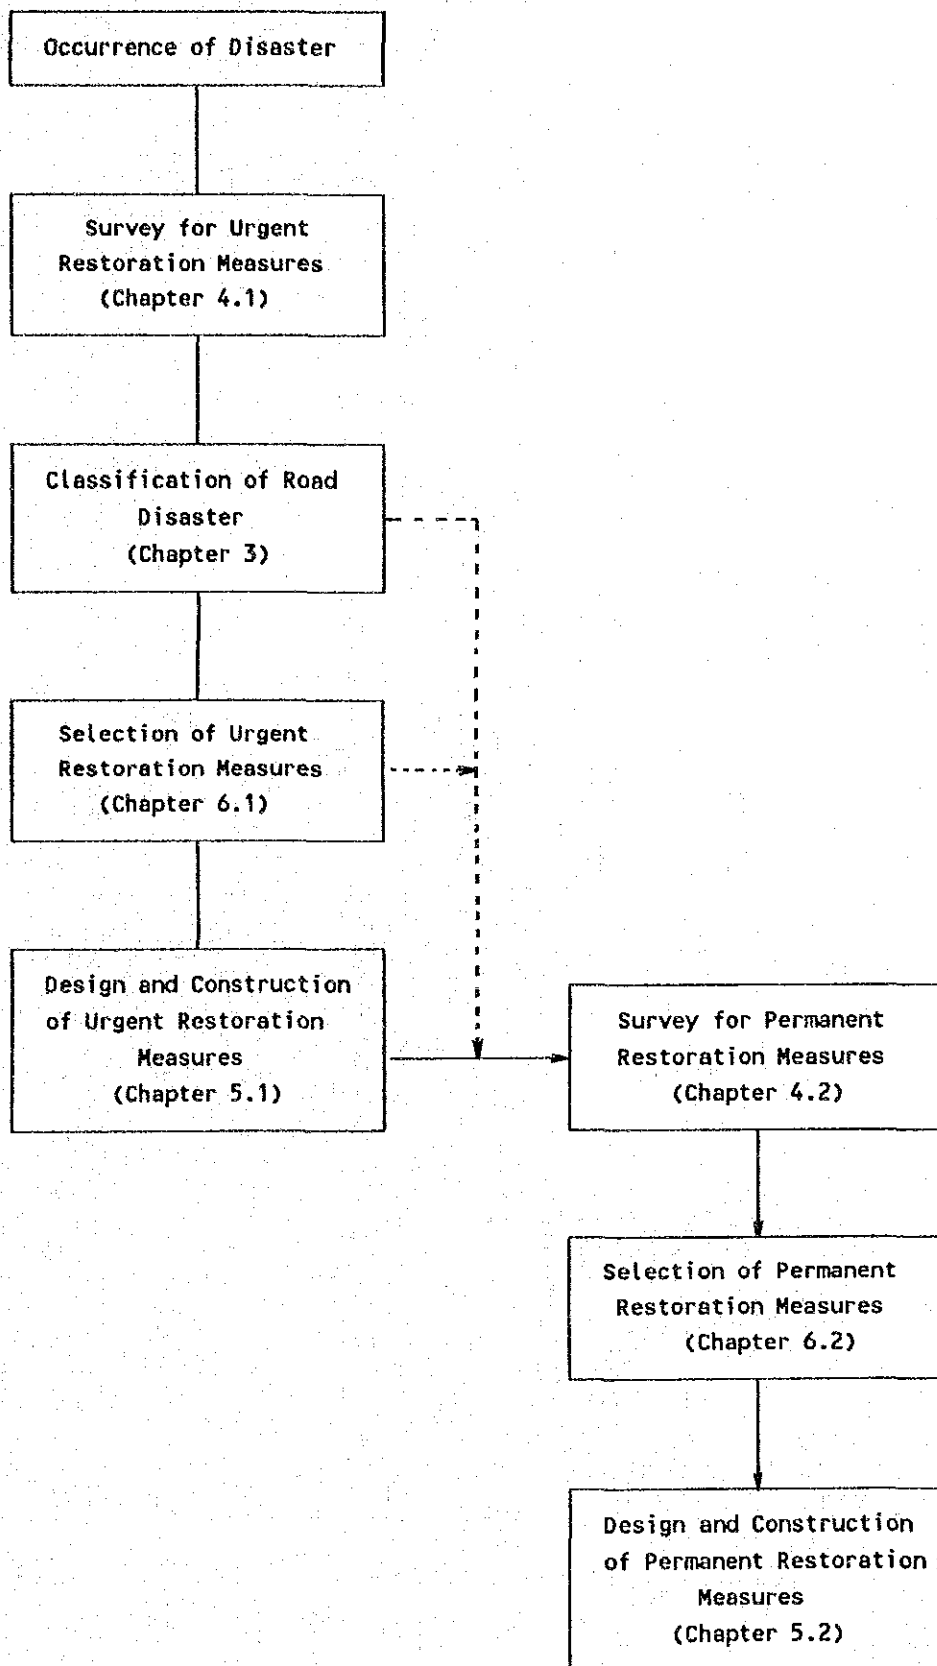 Occurrence of Disaster
Survey for Urgent
Restoration Measures
(Chapter 4.1)
Classification of Road
Disaster
(Chapter 3)
Selection of Urgent
Restoration Measures
(Chapter 6.1)
Design and Construction
of Urgent Restoration
Measures
(Chapter 5.1)
Survey for Permanent
Restoration Measures
(Chapter 4.2)
Selection of Permanent
Restoration Measures
(Chapter 6.2)
Design and Construction
of Permanent Restoration
Measures
(Chapter 5.2)